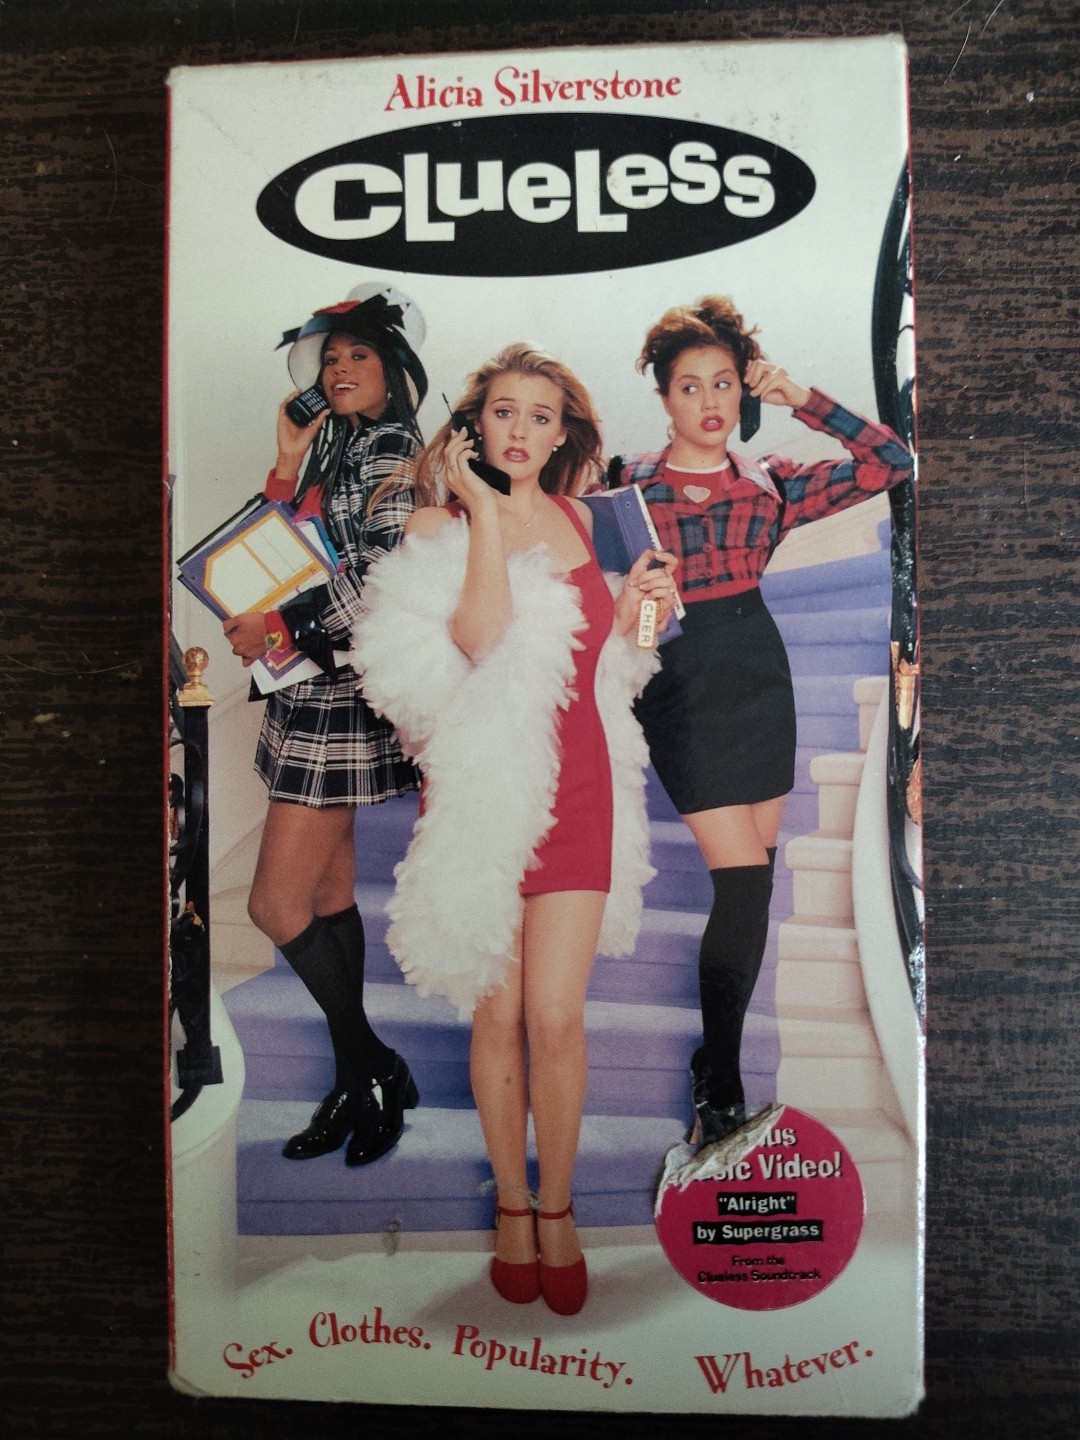 Alicia Silverstone
CLueLess
CHER
Video!
"Alright"
by Supergrass
From the
Clueless Soundtrack
Sex. Clothes. Popularity. Whatever.